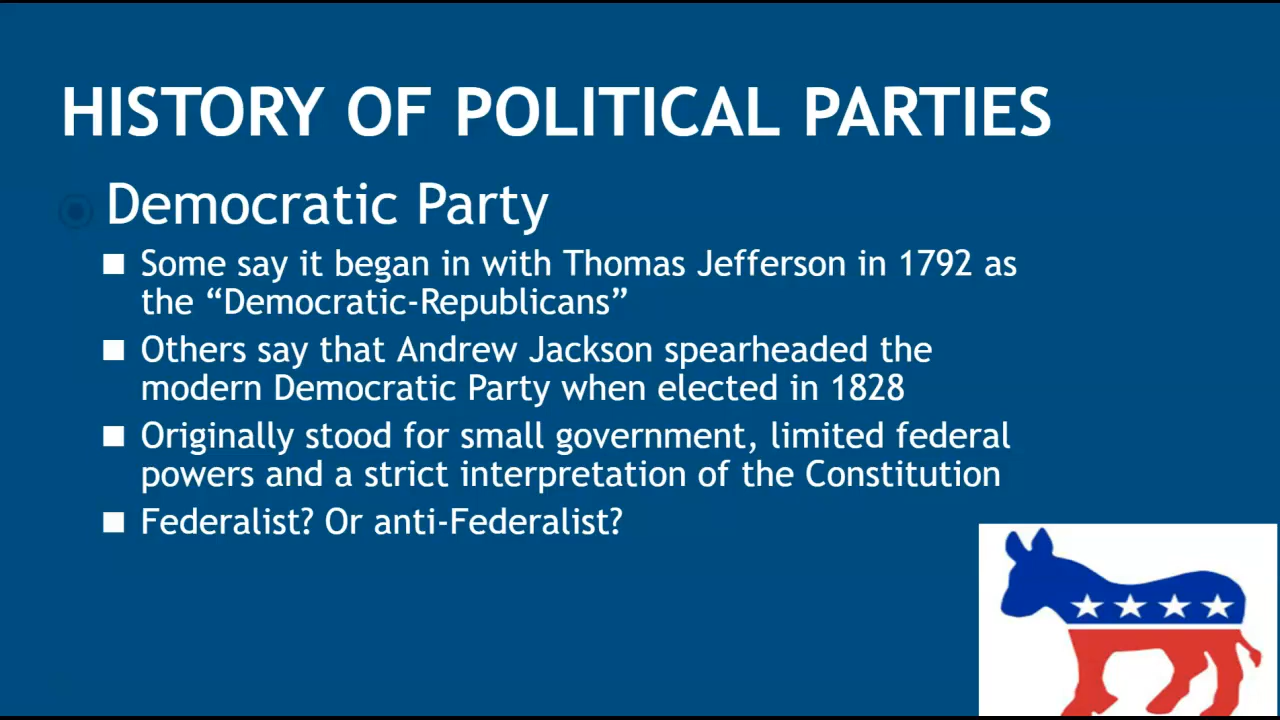 HISTORY OF POLITICAL PARTIES
Democratic Party
Some say it began in with Thomas Jefferson in 1792 as
the “Democratic-Republicans”
Others say that Andrew Jackson spearheaded the
modern Democratic Party when elected in 1828
Originally stood for small government, limited federal
powers and a strict interpretation of the Constitution
Federalist? Or anti-Federalist?